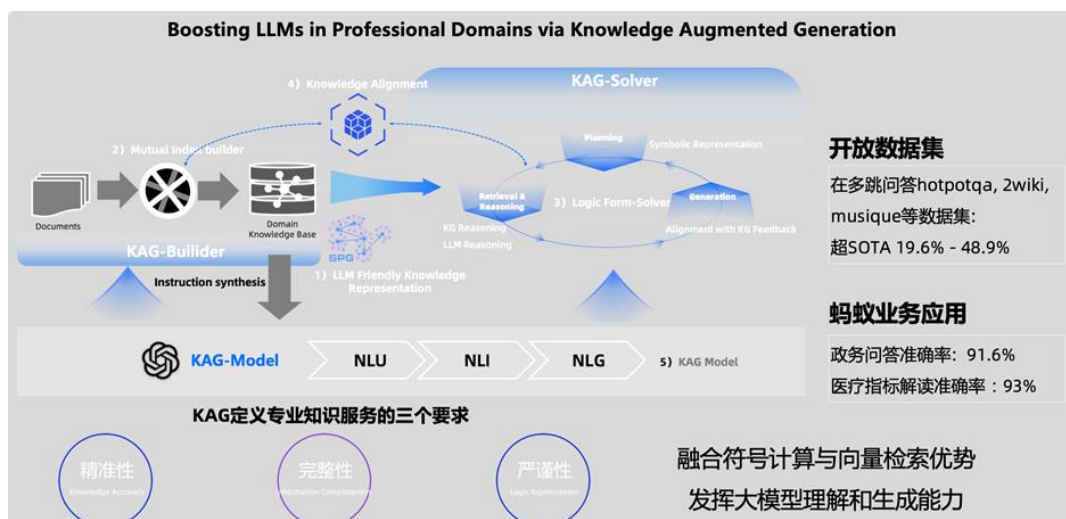 Boosting LLMs in Professional Domains via Knowledge Augmented Generation
4）Knowledge Alignment
KAG-Solver
2）Mutual Index builder
Planning
Symbolic Representation
Retrieval &
Reasoning
3）Logic Form-Solver
Generation
KG Reasoning
LLM Reasoning
Alignment with KG Feedback
Documents
Domain
Knowledge Base
KAG-Builider
SPG
Instruction synthesis
1）LLM Friendly Knowledge
Representation
KAG-Model
NLU
NLI
NLG
5）KAG Model
开放数据集
在多跳问答hotpotqa, 2wiki,
musique等数据集:
超SOTA 19.6% - 48.9%
蚂蚁业务应用
政务问答准确率：91.6%
医疗指标解读准确率：93%
KAG定义专业知识服务的三个要求
精准性
Knowledge Accuracy
完整性
Information Completeness
严谨性
Logic Rigorousness
融合符号计算与向量检索优势
发挥大模型理解和生成能力